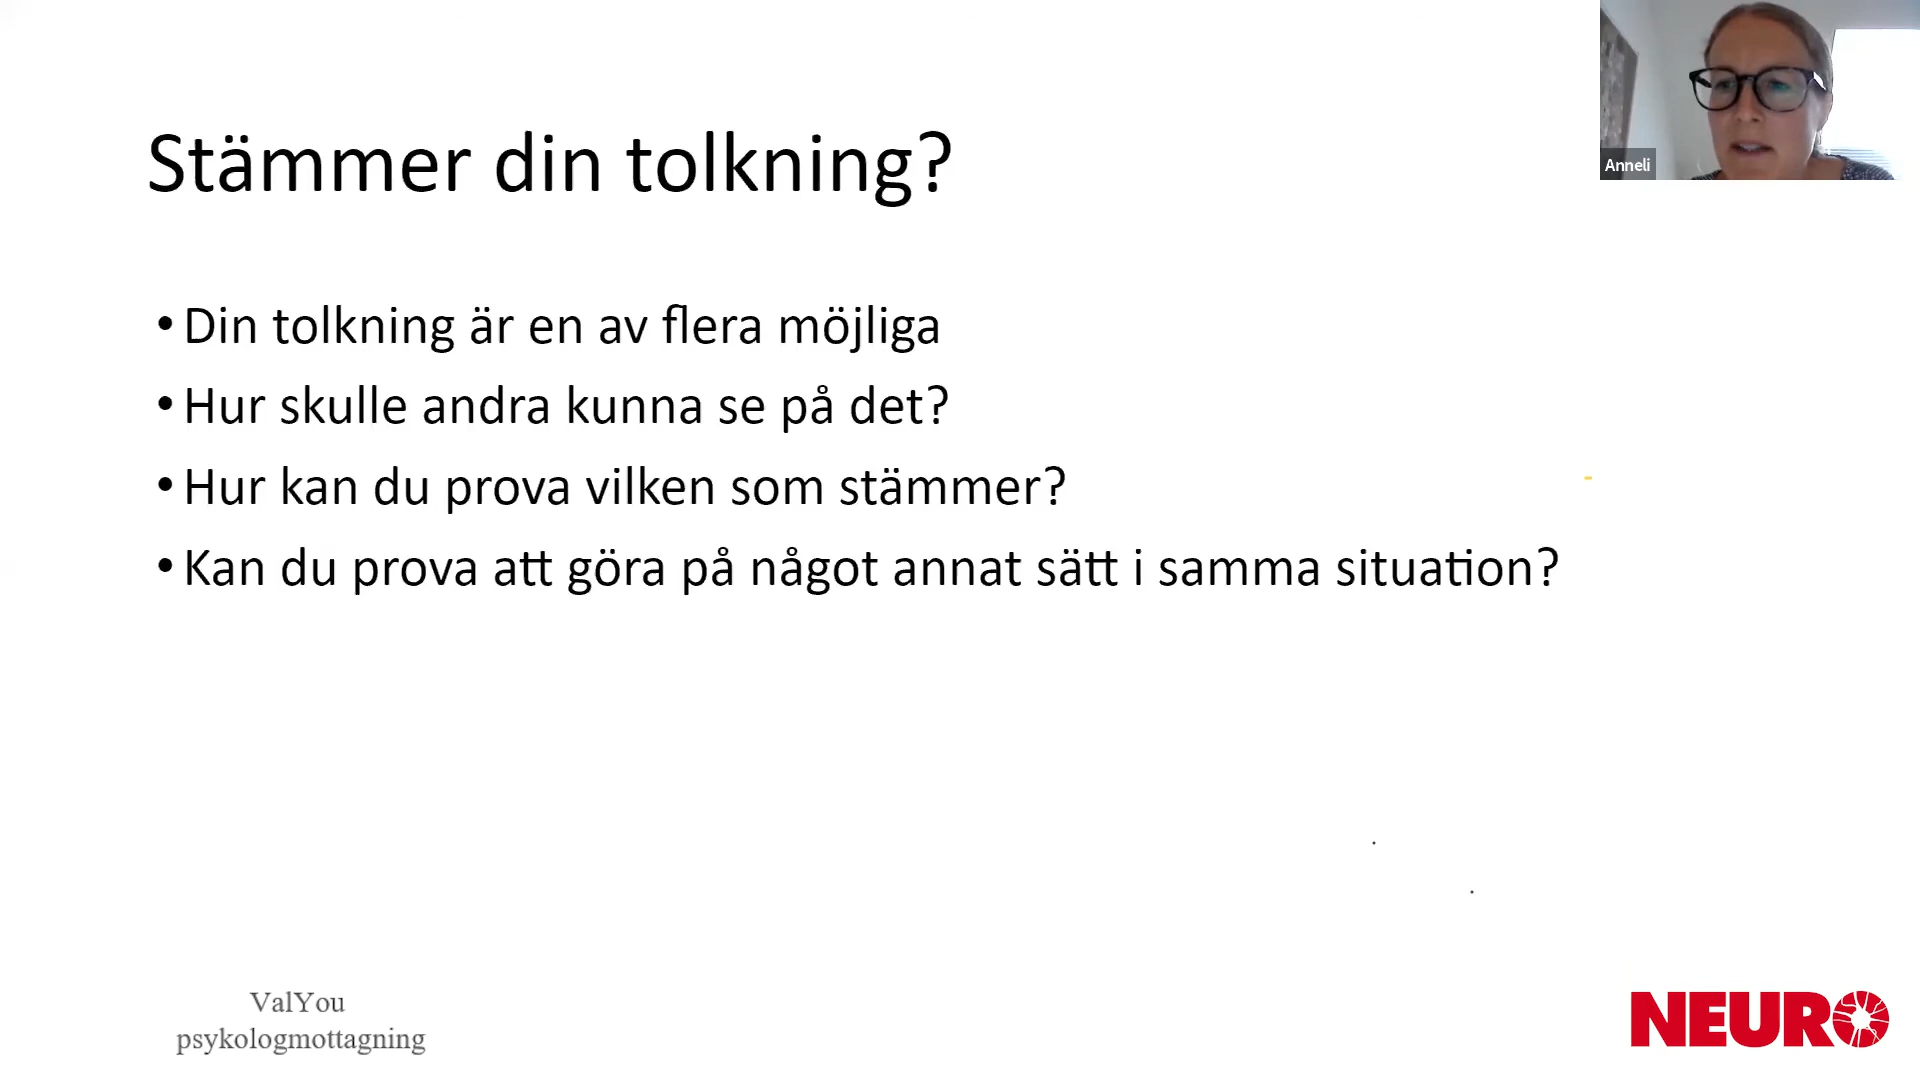 Anneli
Stämmer din tolkning?
• Din tolkning är en av flera möjliga
• Hur skulle andra kunna se på det?
• Hur kan du prova vilken som stämmer?
• Kan du prova att göra på något annat sätt i samma situation?
ValYou
psykologmottagning
NEURO